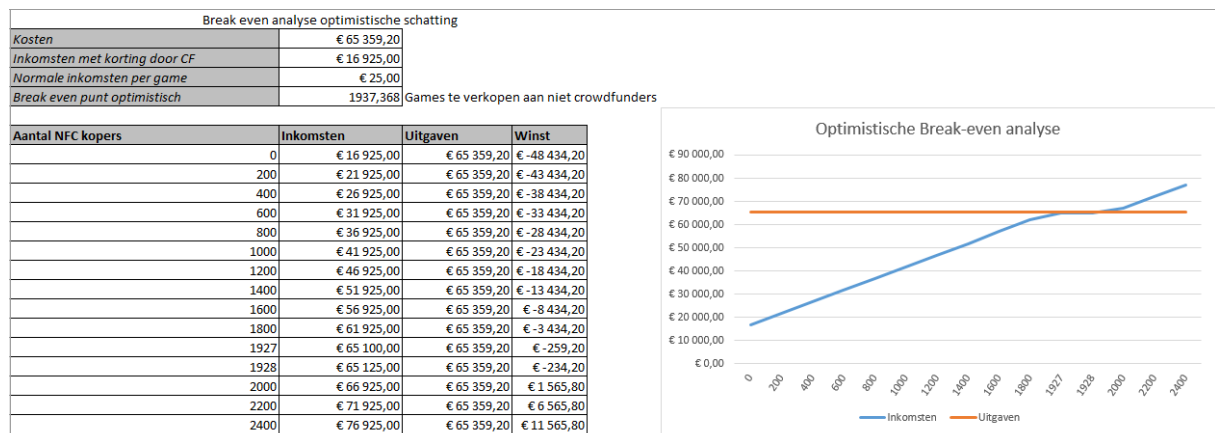 Break even analyse optimistische schatting
Kosten € 65 359,20
Inkomsten met korting door CF € 16 925,00
Normale inkomsten per game € 25,00
Break even punt optimistisch 1937,368 Games te verkopen aan niet crowdfunders
Aantal NFC kopers Inkomsten Uitgaven Winst
0 € 16 925,00 € 65 359,20 € -48 434,20
200 € 21 925,00 € 65 359,20 € -43 434,20
400 € 26 925,00 € 65 359,20 € -38 434,20
600 € 31 925,00 € 65 359,20 € -33 434,20
800 € 36 925,00 € 65 359,20 € -28 434,20
1000 € 41 925,00 € 65 359,20 € -23 434,20
1200 € 46 925,00 € 65 359,20 € -18 434,20
1400 € 51 925,00 € 65 359,20 € -13 434,20
1600 € 56 925,00 € 65 359,20 € -8 434,20
1800 € 61 925,00 € 65 359,20 € -3 434,20
1927 € 65 100,00 € 65 359,20 € -259,20
1928 € 65 125,00 € 65 359,20 € -234,20
2000 € 66 925,00 € 65 359,20 € 1 565,80
2200 € 71 925,00 € 65 359,20 € 6 565,80
2400 € 76 925,00 € 65 359,20 € 11 565,80
Optimistische Break-even analyse
€ 90 000,00
€ 80 000,00
€ 70 000,00
€ 60 000,00
€ 50 000,00
€ 40 000,00
€ 30 000,00
€ 20 000,00
€ 10 000,00
€ 0,00
0 200 400 600 800 1000 1200 1400 1600 1800 1927 1928 2000 2200 2400
Inkomsten Uitgaven